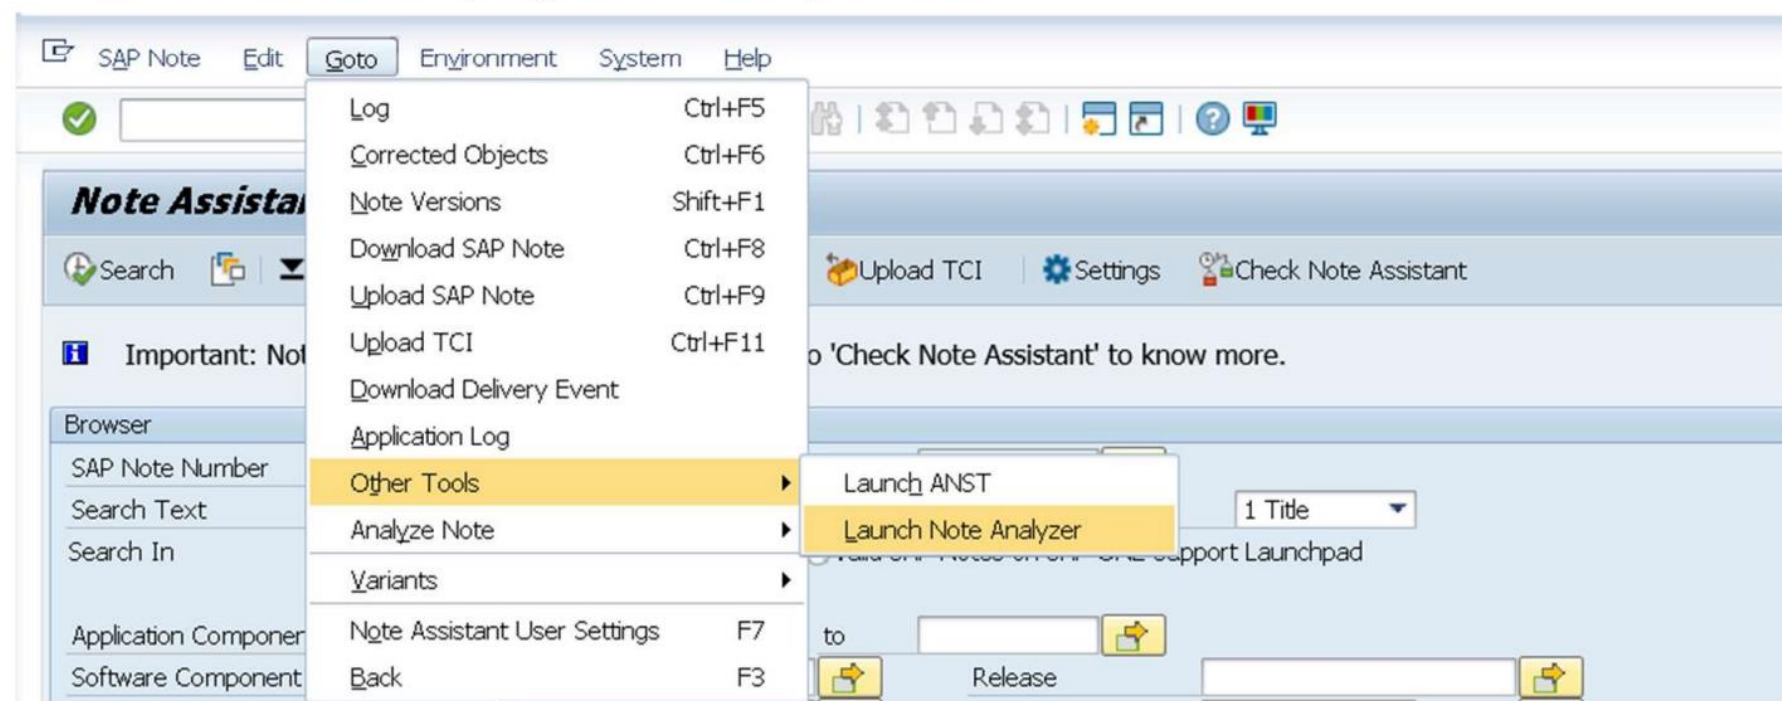 SAP Note Edit Goto Environment System Help
Log Ctrl+F5
Corrected Objects Ctrl+F6
Note Versions Shift+F1
Download SAP Note Ctrl+F8
Upload SAP Note Ctrl+F9
Upload TCI Ctrl+F11
Download Delivery Event
Application Log
Other Tools
Analyze Note
Variants
Note Assistant User Settings F7
Back F3
Launch ANST
Launch Note Analyzer
Note
Search Upload TCI Settings Check Note Assistant
Important: 'Check Note Assistant' to know more.
Browser
SAP Note Number
Search Text 1 Title
Search In Launchpad
Application to
Software Component Release